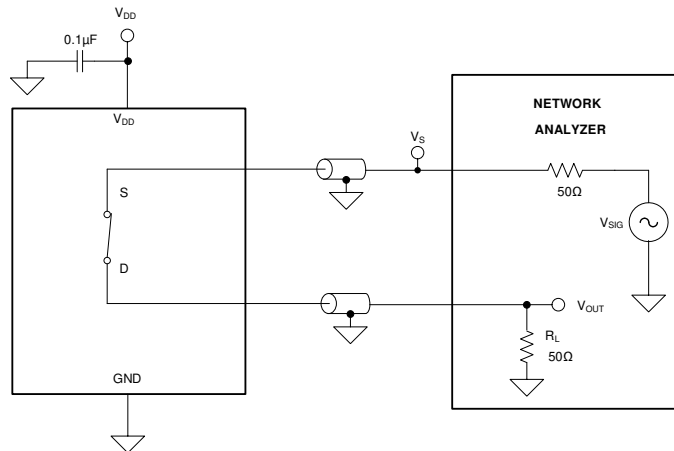 V_DD
0.1µF
V_DD
NETWORK
ANALYZER
V_S
S
50Ω
V_SIG
D
V_OUT
R_L
50Ω
GND